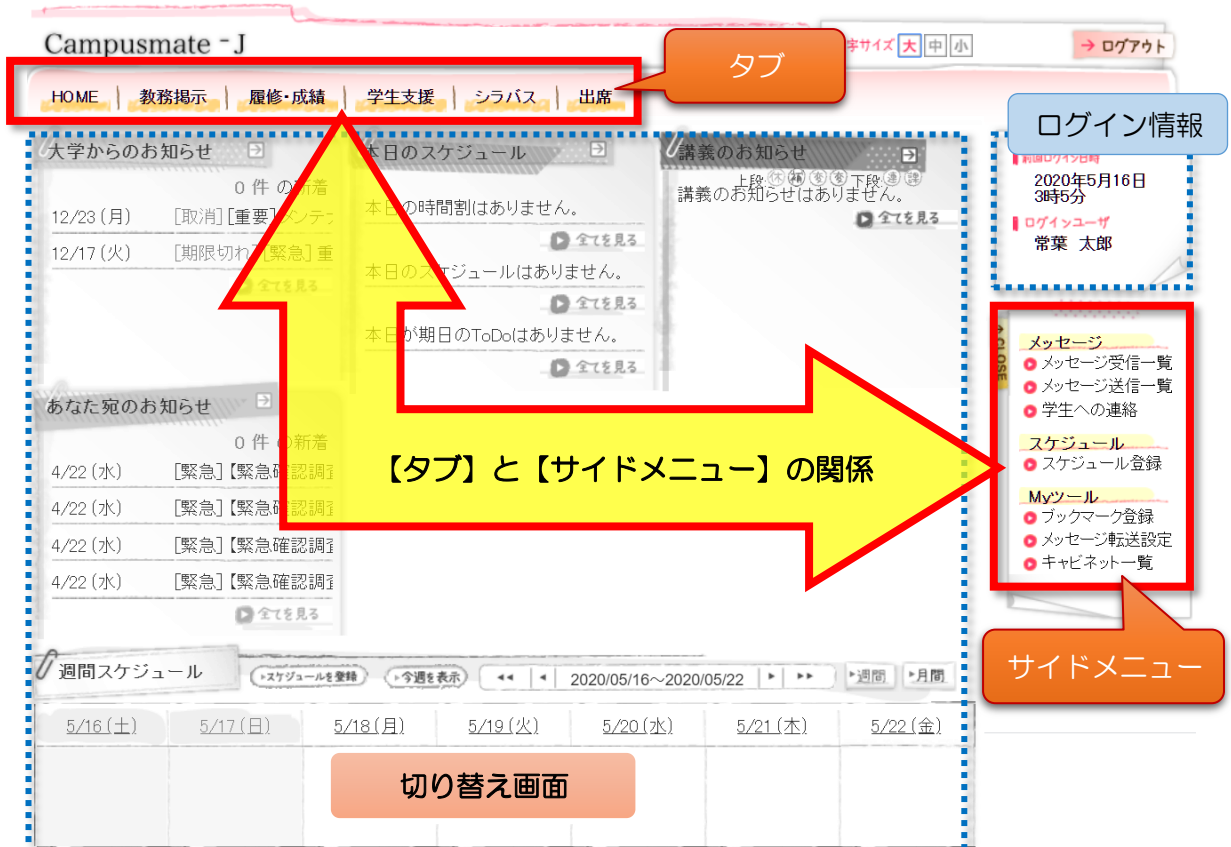 Campusmate-J
字サイズ 大 中 小
→ ログアウト
タブ
HOME | 教務掲示 | 履修・成績 | 学生支援 | シラバス | 出席
ログイン情報
大学からのお知らせ
0 件 の新着
12/23 (月) [取消] [重要] メンテ
12/17 (火) [期限切れ] [緊急] 重
全てを見る
本日のスケジュール
本日の時間割はありません。
全てを見る
本日のスケジュールはありません。
全てを見る
本日が期日のToDoはありません。
全てを見る
講義のお知らせ
上段: 休 補 下段
講義のお知らせはありません。
全てを見る
前回ログイン日時
2020年5月16日
3時5分
ログインユーザ
常葉 太郎
CLOSE
メッセージ
メッセージ受信一覧
メッセージ送信一覧
学生への連絡
スケジュール
スケジュール登録
Myツール
ブックマーク登録
メッセージ転送設定
キャビネット一覧
サイドメニュー
あなた宛のお知らせ
0 件 の新着
4/22 (水) [緊急]【緊急確認調査
4/22 (水) [緊急]【緊急確認調査
4/22 (水) [緊急]【緊急確認調査
4/22 (水) [緊急]【緊急確認調査
全てを見る
【タブ】と【サイドメニュー】の関係
週間スケジュール
スケジュールを登録 今週を表示 2020/05/16～2020/05/22 週間 月間
5/16 (土) 5/17 (日) 5/18 (月) 5/19 (火) 5/20 (水) 5/21 (木) 5/22 (金)
切り替え画面